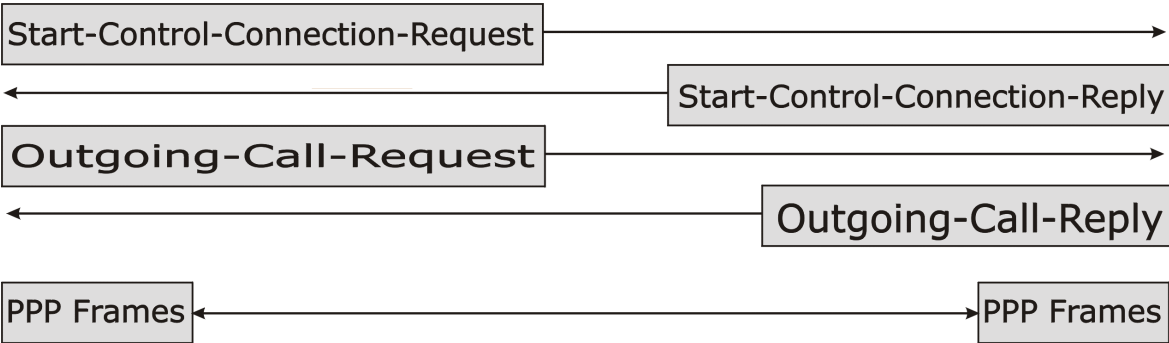 Start-Control-Connection-Request
Start-Control-Connection-Reply
Outgoing-Call-Request
Outgoing-Call-Reply
PPP Frames
PPP Frames